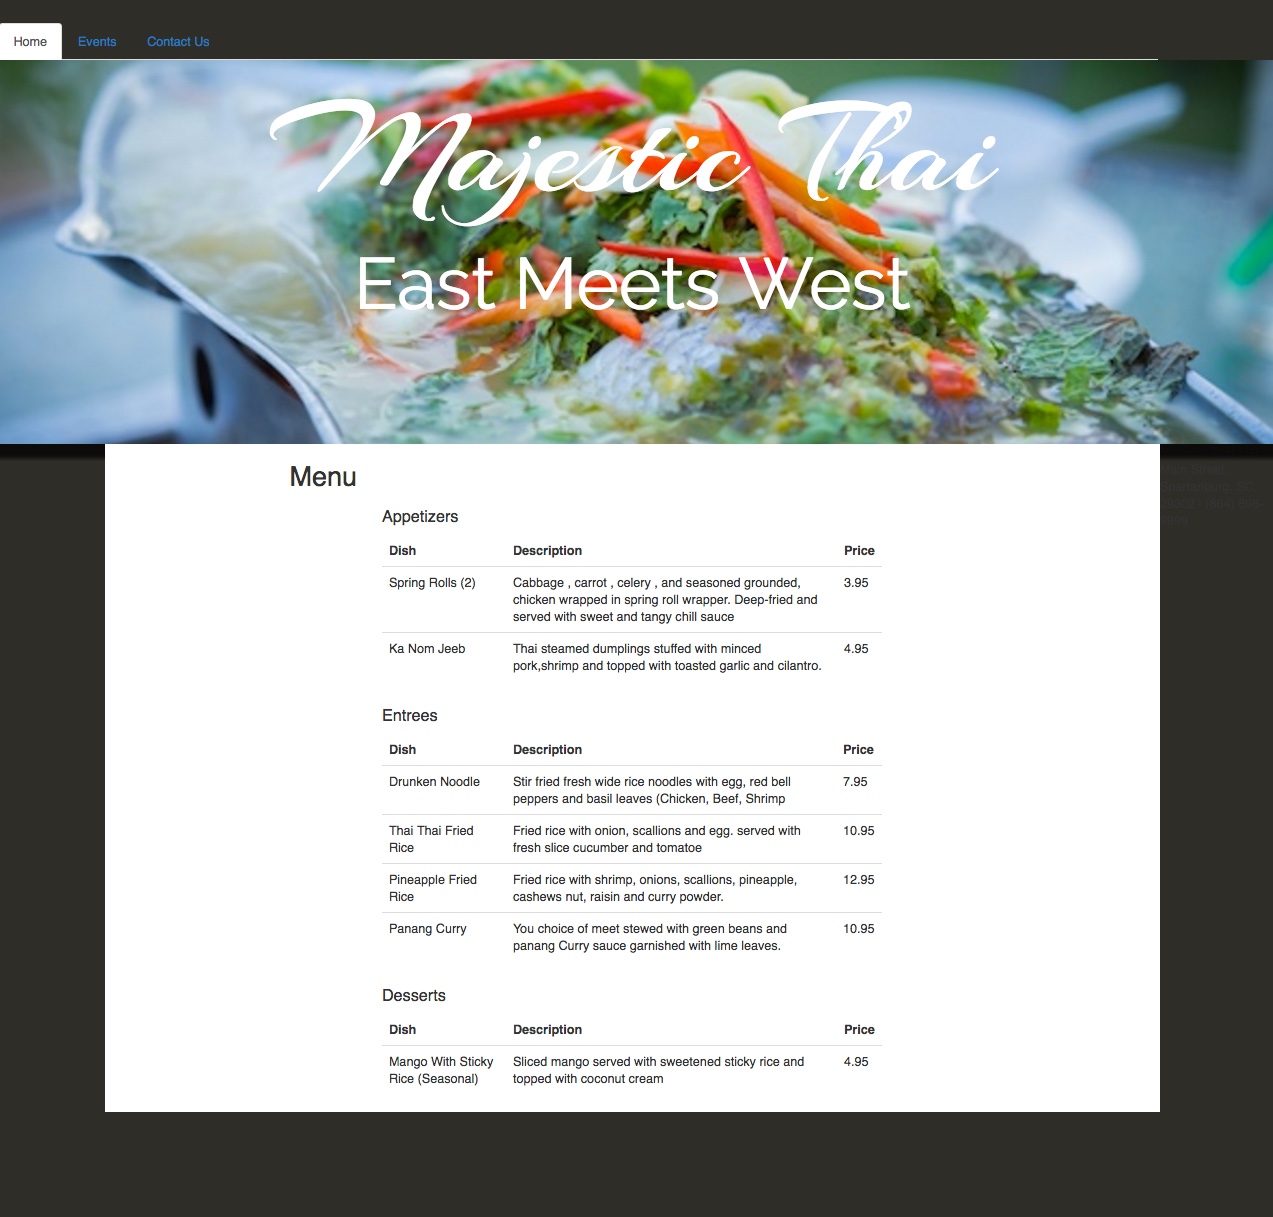 Home Events Contact Us
Majestic Thai
East Meets West
Menu
Appetizers
Dish Description Price
Spring Rolls (2) Cabbage , carrot , celery , and seasoned grounded, 3.95
chicken wrapped in spring roll wrapper. Deep-fried and
served with sweet and tangy chill sauce
Ka Nom Jeeb Thai steamed dumplings stuffed with minced 4.95
pork,shrimp and topped with toasted garlic and cilantro.
Entrees
Dish Description Price
Drunken Noodle Stir fried fresh wide rice noodles with egg, red bell 7.95
peppers and basil leaves (Chicken, Beef, Shrimp
Thai Thai Fried Fried rice with onion, scallions and egg. served with 10.95
Rice fresh slice cucumber and tomatoe
Pineapple Fried Fried rice with shrimp, onions, scallions, pineapple, 12.95
Rice cashews nut, raisin and curry powder.
Panang Curry You choice of meet stewed with green beans and 10.95
panang Curry sauce garnished with lime leaves.
Desserts
Dish Description Price
Mango With Sticky Sliced mango served with sweetened sticky rice and 4.95
Rice (Seasonal) topped with coconut cream